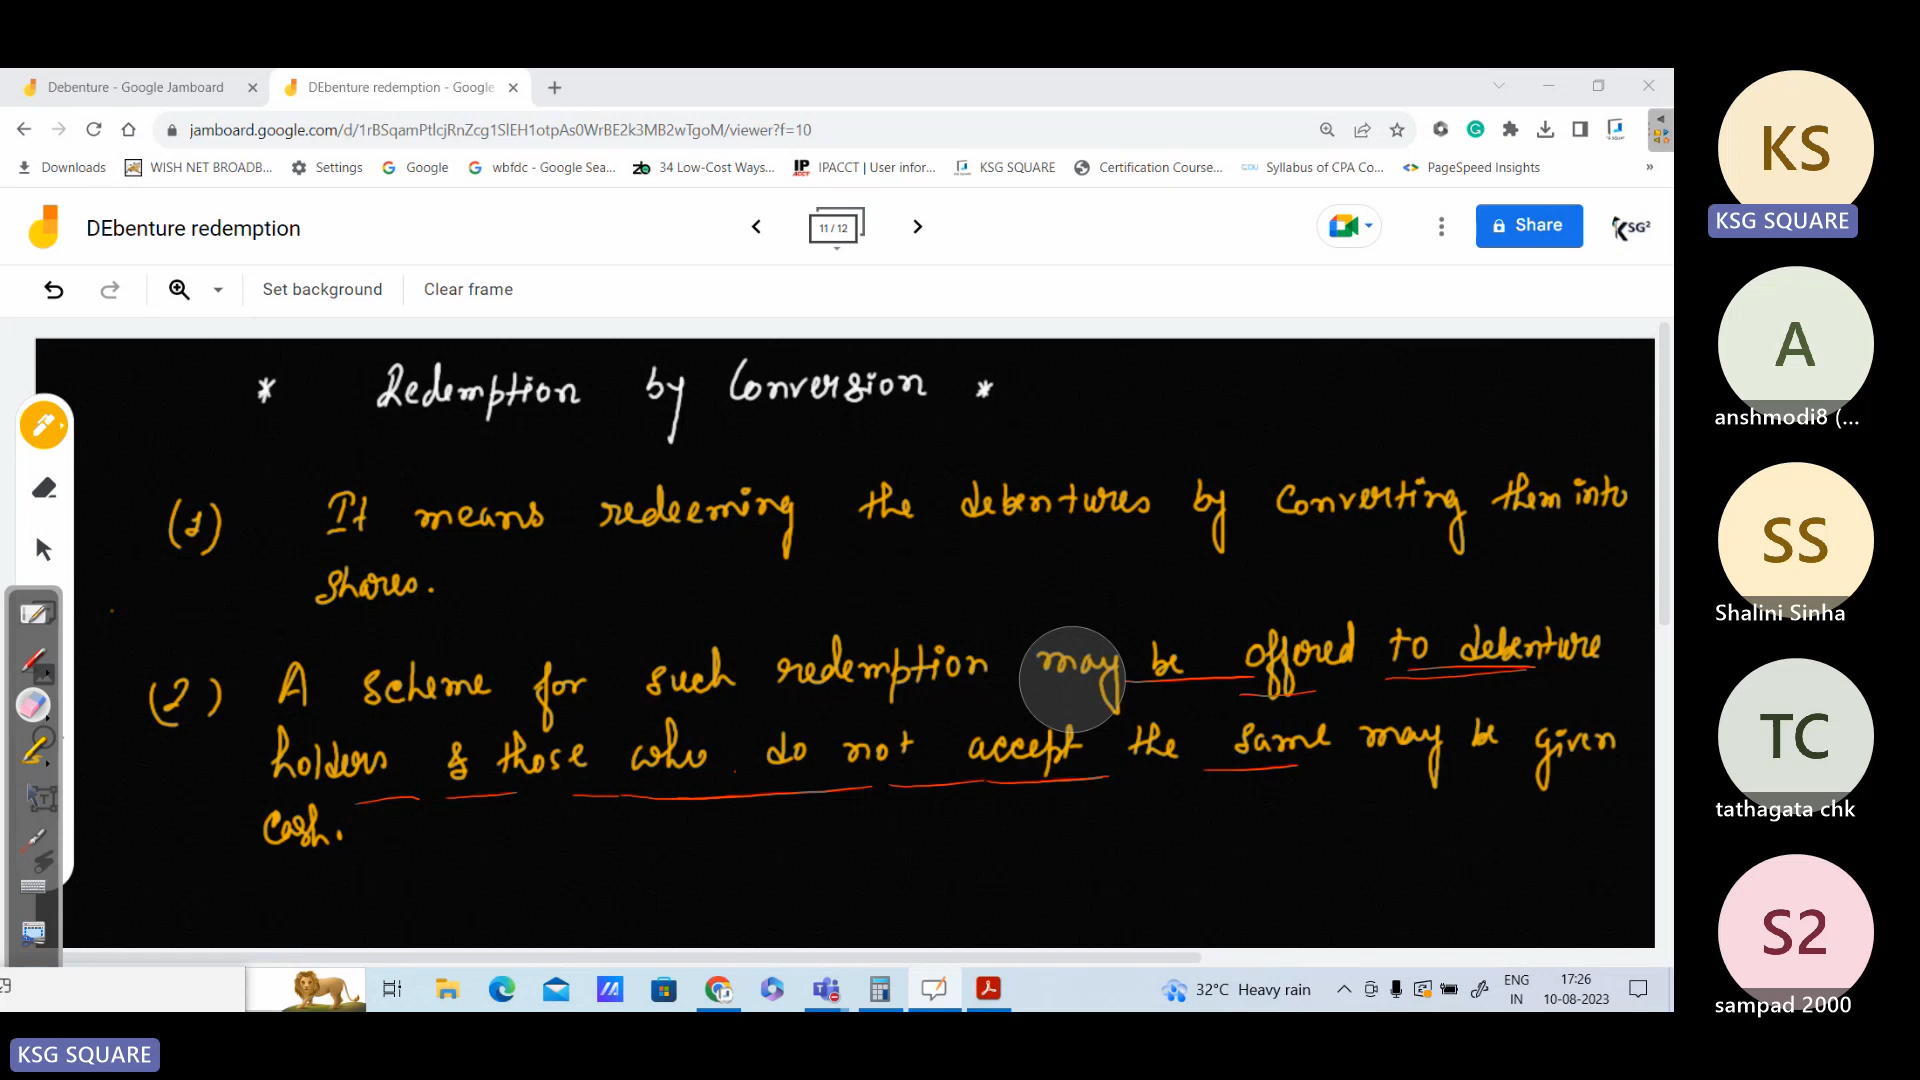 Debenture - Google Jamboard
DEbenture redemption - Google
jamboard.google.com/d/1rBSqamPtlcjRnZcg1SlEH1otpAs0WrBE2k3MB2wTgoM/viewer?f=10
Downloads WISH NET BROADB... Settings Google wbfdc - Google Sea... 34 Low-Cost Ways... IPACCT | User infor... KSG SQUARE Certification Course... Syllabus of CPA Co... PageSpeed Insights »
DEbenture redemption
11 / 12
Share
KSG²
Set background Clear frame
* Redemption by Conversion *
(1) It means redeeming the debentures by converting them into
shares.
(2) A scheme for such redemption may be offored to debenture
holders & those who do not accept the same may be given
cash.
32°C Heavy rain
ENG
IN
17:26
10-08-2023
KS
KSG SQUARE
A
anshmodi8 (...
SS
Shalini Sinha
TC
tathagata chk
S2
sampad 2000
KSG SQUARE